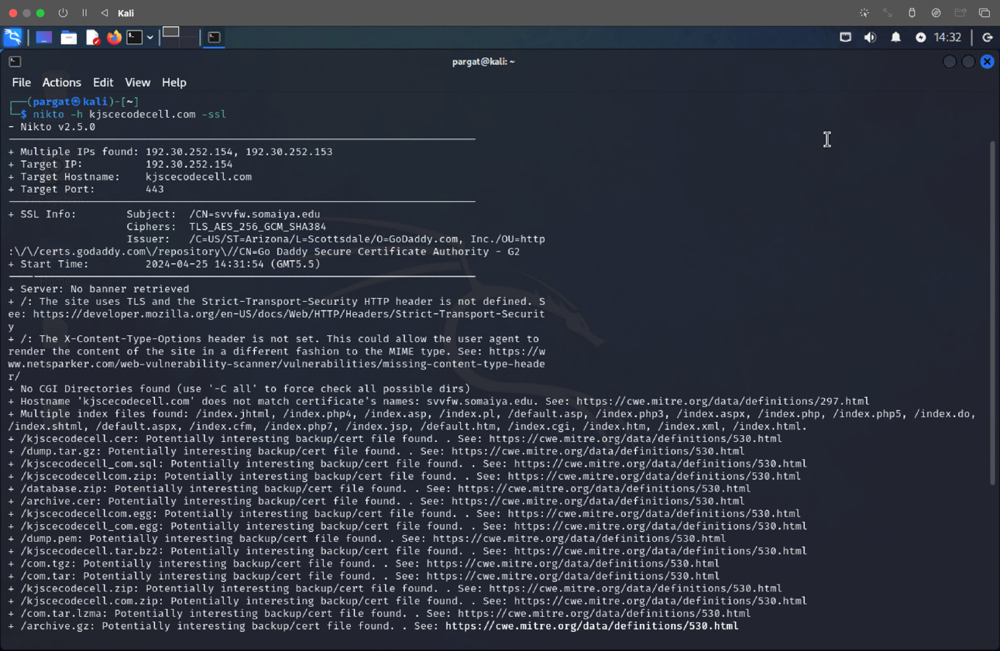 Kali
14:32
pargat@kali: ~
File Actions Edit View Help
┌──(pargat㉿kali)-[~]
└─$ nikto -h kjscecodecell.com -ssl
- Nikto v2.5.0
---------------------------------------------------------------------------
+ Multiple IPs found: 192.30.252.154, 192.30.252.153
+ Target IP: 192.30.252.154
+ Target Hostname: kjscecodecell.com
+ Target Port: 443
---------------------------------------------------------------------------
+ SSL Info: Subject: /CN=svvfw.somaiya.edu
Ciphers: TLS_AES_256_GCM_SHA384
Issuer: /C=US/ST=Arizona/L=Scottsdale/O=GoDaddy.com, Inc./OU=http
:\/\/certs.godaddy.com\/repository\//CN=Go Daddy Secure Certificate Authority - G2
+ Start Time: 2024-04-25 14:31:54 (GMT5.5)
---------------------------------------------------------------------------
+ Server: No banner retrieved
+ /: The site uses TLS and the Strict-Transport-Security HTTP header is not defined. S
ee: https://developer.mozilla.org/en-US/docs/Web/HTTP/Headers/Strict-Transport-Securit
y
+ /: The X-Content-Type-Options header is not set. This could allow the user agent to
render the content of the site in a different fashion to the MIME type. See: https://w
ww.netsparker.com/web-vulnerability-scanner/vulnerabilities/missing-content-type-heade
r/
+ No CGI Directories found (use '-C all' to force check all possible dirs)
+ Hostname 'kjscecodecell.com' does not match certificate's names: svvfw.somaiya.edu. See: https://cwe.mitre.org/data/definitions/297.html
+ Multiple index files found: /index.jhtml, /index.php4, /index.asp, /index.pl, /default.asp, /index.php3, /index.aspx, /index.php, /index.php5, /index.do,
/index.shtml, /default.aspx, /index.cfm, /index.php7, /index.jsp, /default.htm, /index.cgi, /index.htm, /index.xml, /index.html.
+ /kjscecodecell.cer: Potentially interesting backup/cert file found. . See: https://cwe.mitre.org/data/definitions/530.html
+ /dump.tar.gz: Potentially interesting backup/cert file found. . See: https://cwe.mitre.org/data/definitions/530.html
+ /kjscecodecell_com.sql: Potentially interesting backup/cert file found. . See: https://cwe.mitre.org/data/definitions/530.html
+ /kjscecodecellcom.zip: Potentially interesting backup/cert file found. . See: https://cwe.mitre.org/data/definitions/530.html
+ /database.zip: Potentially interesting backup/cert file found. . See: https://cwe.mitre.org/data/definitions/530.html
+ /archive.cer: Potentially interesting backup/cert file found. . See: https://cwe.mitre.org/data/definitions/530.html
+ /kjscecodecellcom.egg: Potentially interesting backup/cert file found. . See: https://cwe.mitre.org/data/definitions/530.html
+ /kjscecodecell_com.egg: Potentially interesting backup/cert file found. . See: https://cwe.mitre.org/data/definitions/530.html
+ /dump.pem: Potentially interesting backup/cert file found. . See: https://cwe.mitre.org/data/definitions/530.html
+ /kjscecodecell.tar.bz2: Potentially interesting backup/cert file found. . See: https://cwe.mitre.org/data/definitions/530.html
+ /com.tgz: Potentially interesting backup/cert file found. . See: https://cwe.mitre.org/data/definitions/530.html
+ /com.tar: Potentially interesting backup/cert file found. . See: https://cwe.mitre.org/data/definitions/530.html
+ /kjscecodecell.zip: Potentially interesting backup/cert file found. . See: https://cwe.mitre.org/data/definitions/530.html
+ /kjscecodecell.com.zip: Potentially interesting backup/cert file found. . See: https://cwe.mitre.org/data/definitions/530.html
+ /com.tar.lzma: Potentially interesting backup/cert file found. . See: https://cwe.mitre.org/data/definitions/530.html
+ /archive.gz: Potentially interesting backup/cert file found. . See: https://cwe.mitre.org/data/definitions/530.html